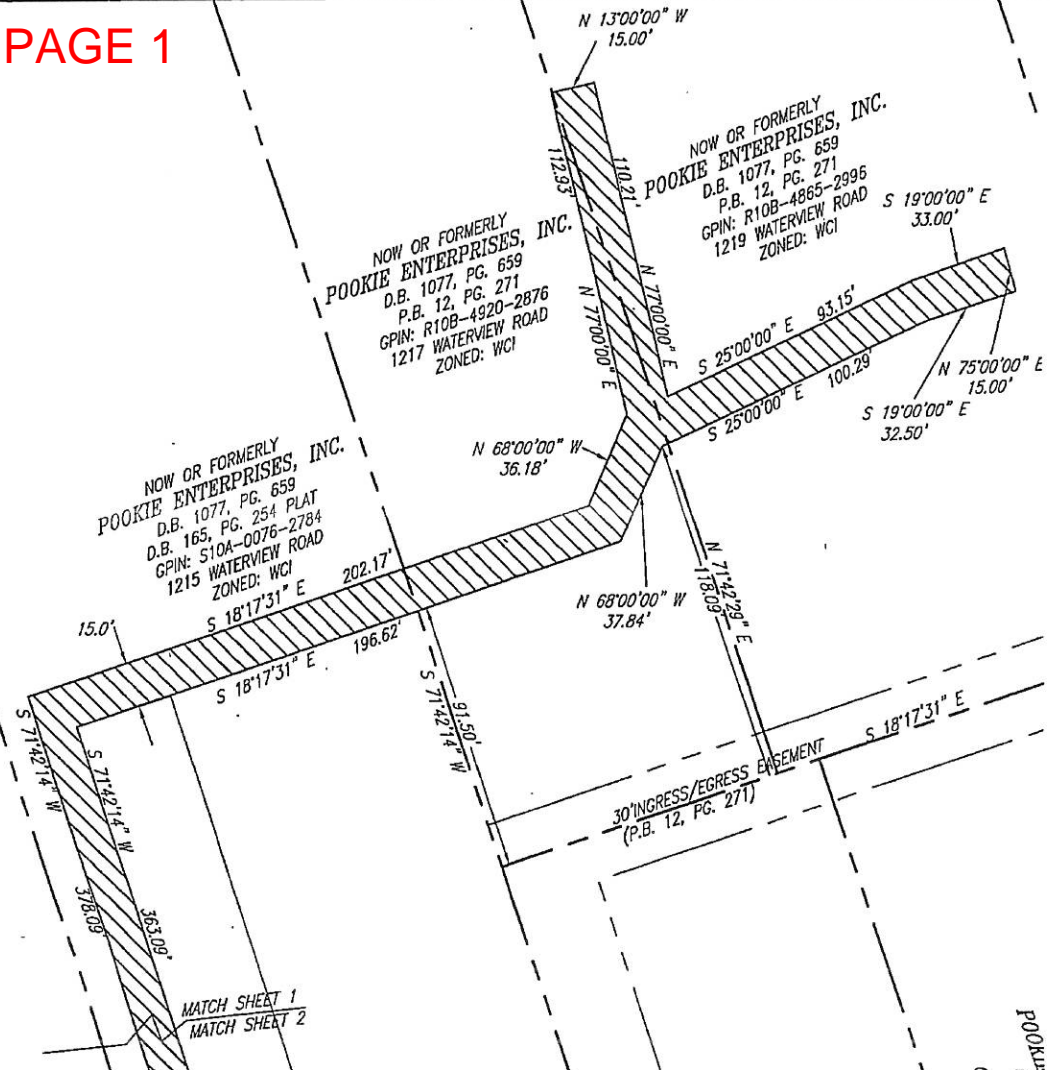 PAGE 1
N 13°00'00" W
15.00'
NOW OR FORMERLY
POOKIE ENTERPRISES, INC.
D.B. 1077, PG. 659
P.B. 12, PG. 271
GPIN: R10B-4865-2996
1219 WATERVIEW ROAD
ZONED: WCI
112.93'
110.21'
N 77°00'00" E
N 77°00'00" E
S 19°00'00" E
33.00'
NOW OR FORMERLY
POOKIE ENTERPRISES, INC.
D.B. 1077, PG. 659
P.B. 12, PG. 271
GPIN: R10B-4920-2876
1217 WATERVIEW ROAD
ZONED: WCI
S 25°00'00" E 93.15'
S 25°00'00" E 100.29'
N 75°00'00" E
15.00'
S 19°00'00" E
32.50'
N 68°00'00" W
36.18'
NOW OR FORMERLY
POOKIE ENTERPRISES, INC.
D.B. 1077, PG. 659
D.B. 165, PG. 254 PLAT
GPIN: S10A-0076-2784
1215 WATERVIEW ROAD
ZONED: WCI
N 68°00'00" W
37.84'
N 71°42'29" E
118.09'
15.0'
S 18°17'31" E 202.17'
S 18°17'31" E 196.62'
S 71°42'14" W
91.50'
S 18°17'31" E
30'INGRESS/EGRESS EASEMENT
(P.B. 12, PG. 271)
S 71°42'14" W
378.09'
S 71°42'14" W
363.09'
MATCH SHEET 1
MATCH SHEET 2